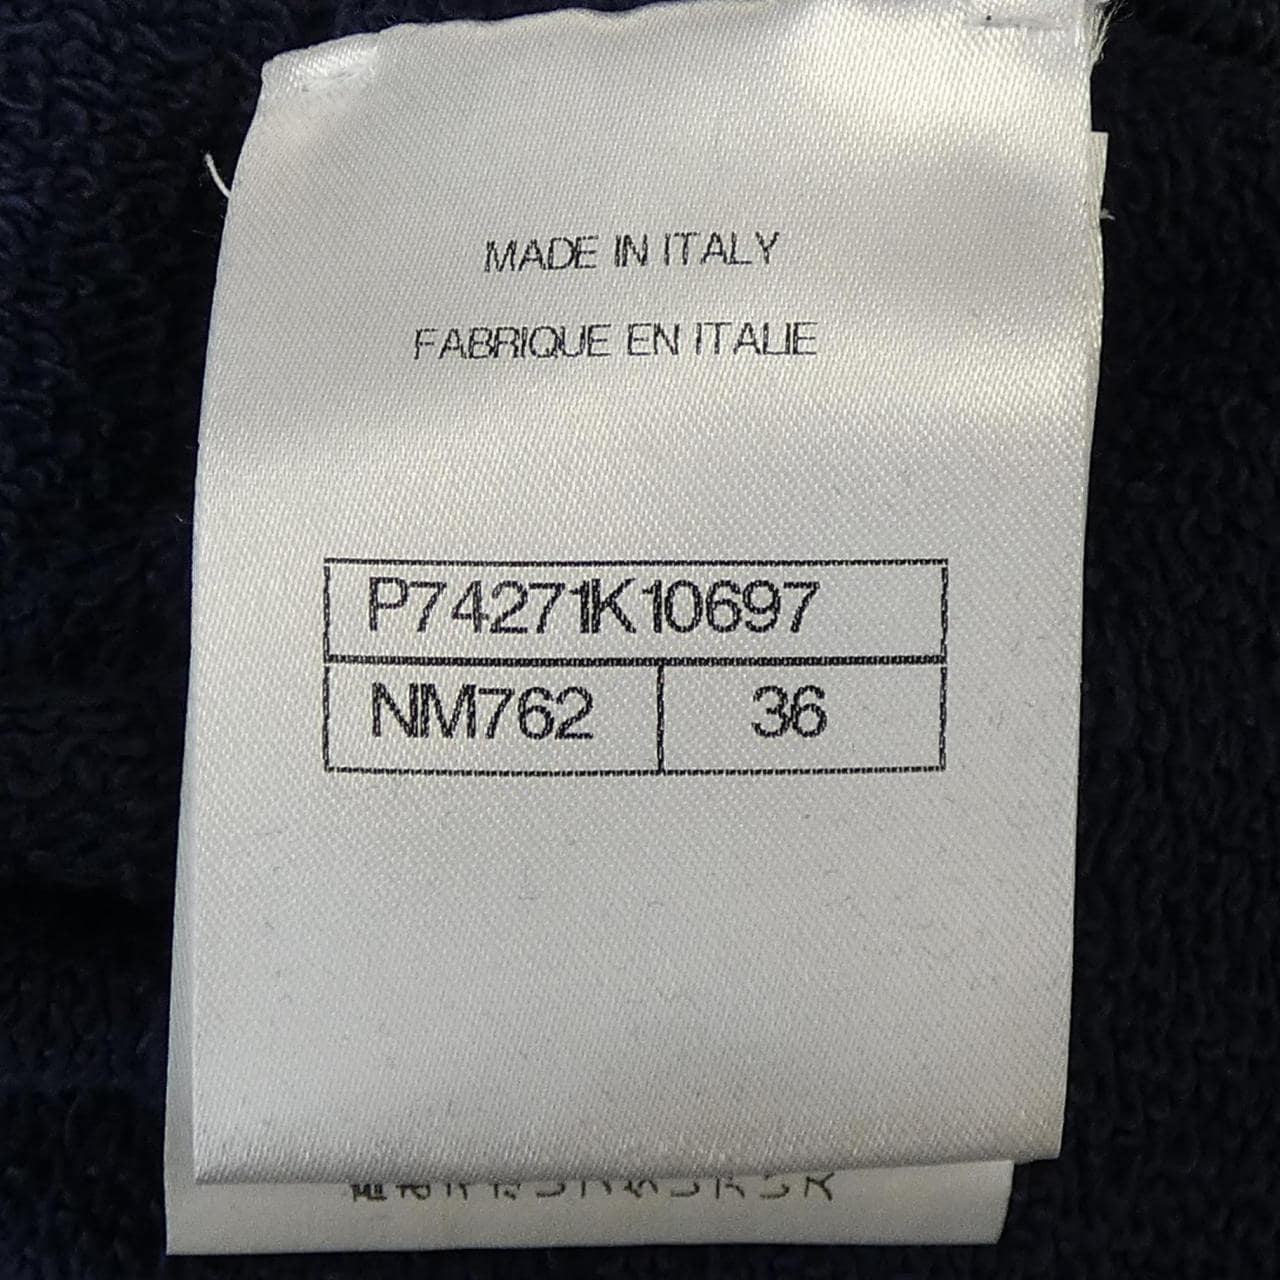 MADE IN ITALY
FABRIQUE EN ITALIE
P74271K10697
NM762 36